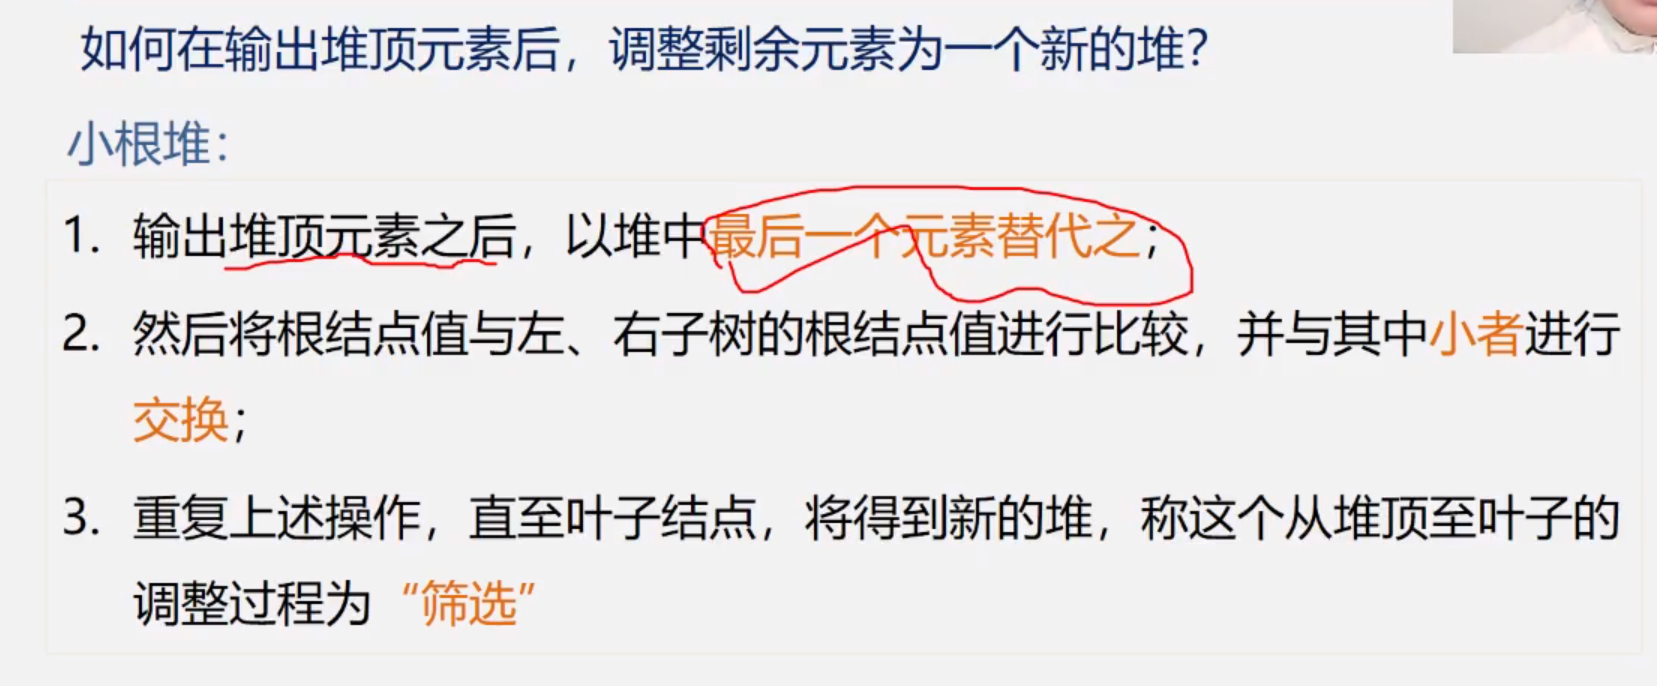 如何在输出堆顶元素后，调整剩余元素为一个新的堆？
小根堆：
1. 输出堆顶元素之后，以堆中最后一个元素替代之；
2. 然后将根结点值与左、右子树的根结点值进行比较，并与其中小者进行
交换；
3. 重复上述操作，直至叶子结点，将得到新的堆，称这个从堆顶至叶子的
调整过程为“筛选”